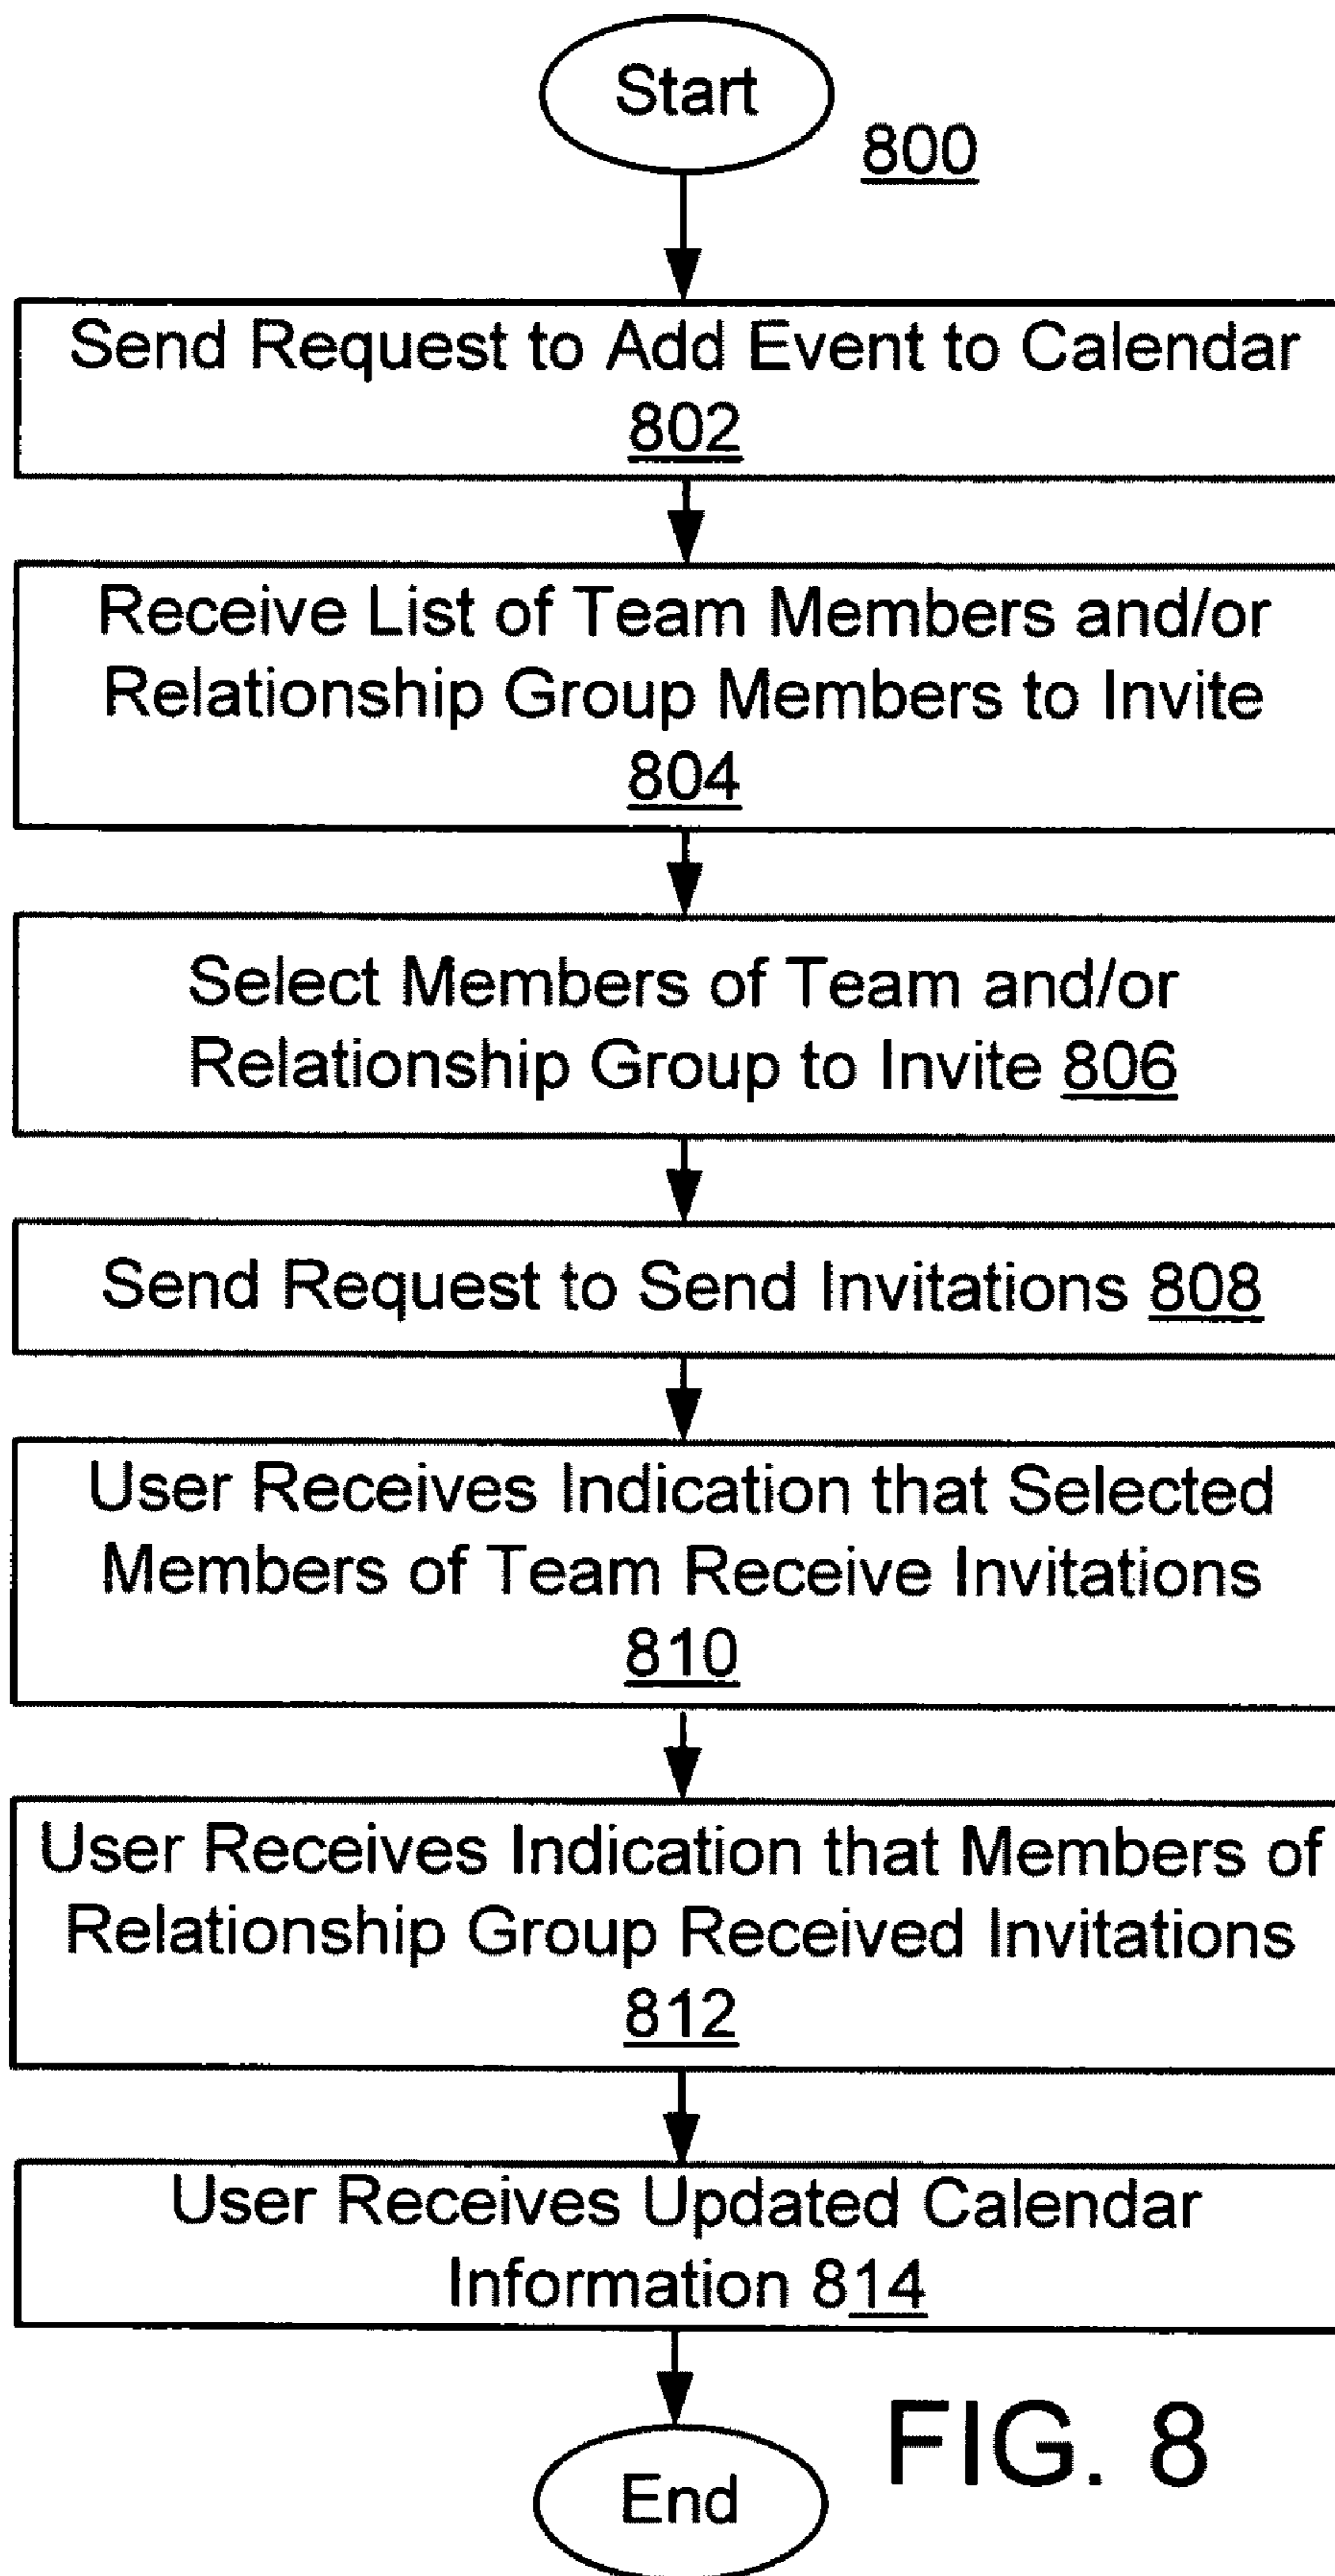 Start
800
Send Request to Add Event to Calendar
802
Receive List of Team Members and/or
Relationship Group Members to Invite
804
Select Members of Team and/or
Relationship Group to Invite 806
Send Request to Send Invitations 808
User Receives Indication that Selected
Members of Team Receive Invitations
810
User Receives Indication that Members of
Relationship Group Received Invitations
812
User Receives Updated Calendar
Information 814
End
FIG. 8